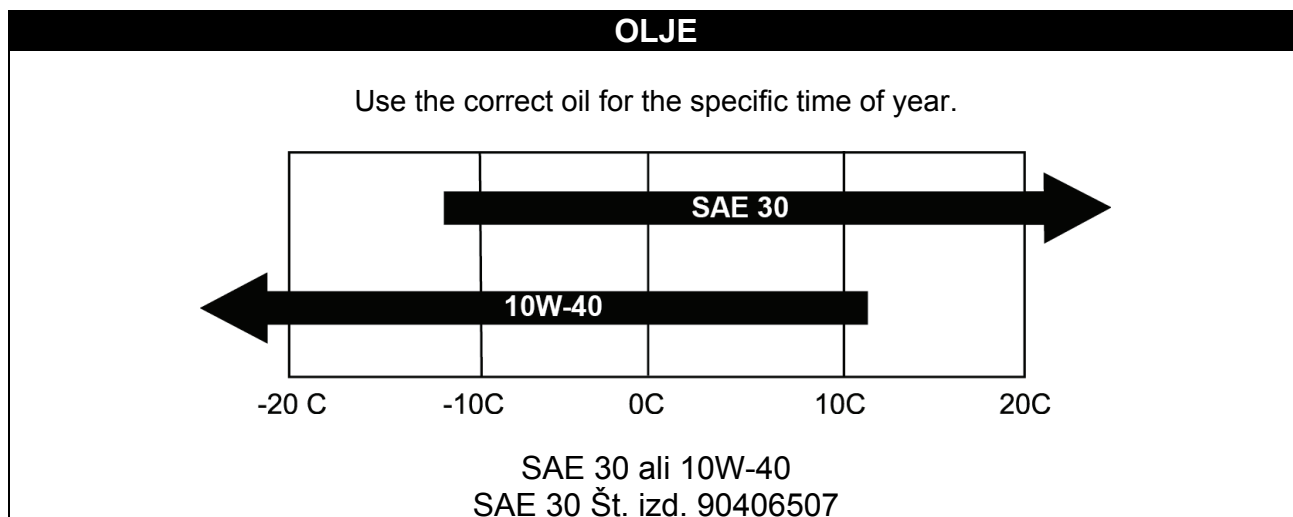 OLJE
Use the correct oil for the specific time of year.
SAE 30
10W-40
-20 C -10C 0C 10C 20C
SAE 30 ali 10W-40
SAE 30 Št. izd. 90406507